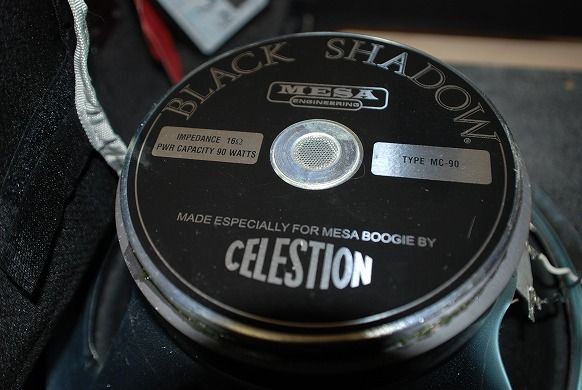 BLACK SHADOW®
MESA
ENGINEERING
IMPEDANCE 16Ω
PWR CAPACITY 90 WATTS
TYPE MC-90
MADE ESPECIALLY FOR MESA BOOGIE BY
CELESTION